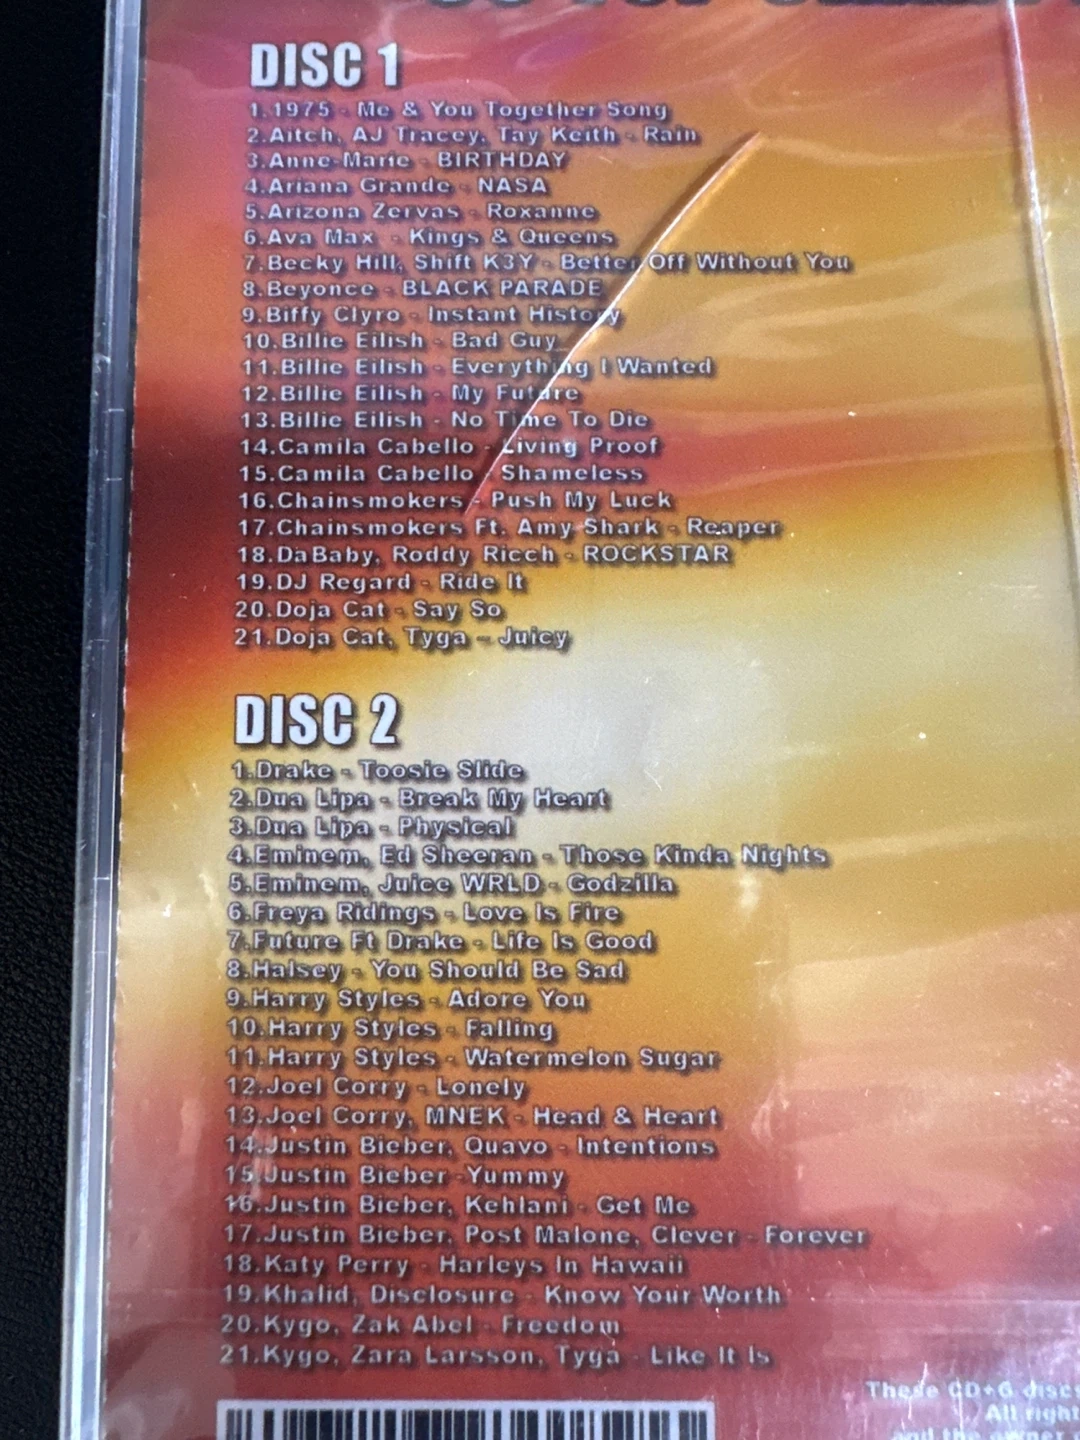 DISC 1
1.1975 - Me & You Together Song
2.Aitch, AJ Tracey, Tay Keith - Rain
3.Anne-Marie - BIRTHDAY
4.Ariana Grande - NASA
5.Arizona Zervas - Roxanne
6.Ava Max - Kings & Queens
7.Becky Hill, Shift K3Y - Better Off Without You
8.Beyonce - BLACK PARADE
9.Biffy Clyro - Instant History
10.Billie Eilish - Bad Guy
11.Billie Eilish - Everything I Wanted
12.Billie Eilish - My Future
13.Billie Eilish - No Time To Die
14.Camila Cabello - Living Proof
15.Camila Cabello - Shameless
16.Chainsmokers - Push My Luck
17.Chainsmokers Ft. Amy Shark - Reaper
18.DaBaby, Roddy Ricch - ROCKSTAR
19.DJ Regard - Ride It
20.Doja Cat - Say So
21.Doja Cat, Tyga - Juicy
DISC 2
1.Drake - Toosie Slide
2.Dua Lipa - Break My Heart
3.Dua Lipa - Physical
4.Eminem, Ed Sheeran - Those Kinda Nights
5.Eminem, Juice WRLD - Godzilla
6.Freya Ridings - Love Is Fire
7.Future Ft Drake - Life Is Good
8.Halsey - You Should Be Sad
9.Harry Styles - Adore You
10.Harry Styles - Falling
11.Harry Styles - Watermelon Sugar
12.Joel Corry - Lonely
13.Joel Corry, MNEK - Head & Heart
14.Justin Bieber, Quavo - Intentions
15.Justin Bieber -Yummy
16.Justin Bieber, Kehlani - Get Me
17.Justin Bieber, Post Malone, Clever - Forever
18.Katy Perry - Harleys In Hawaii
19.Khalid, Disclosure - Know Your Worth
20.Kygo, Zak Abel - Freedom
21.Kygo, Zara Larsson, Tyga - Like It Is
These CD+G discs
All right
and the owner